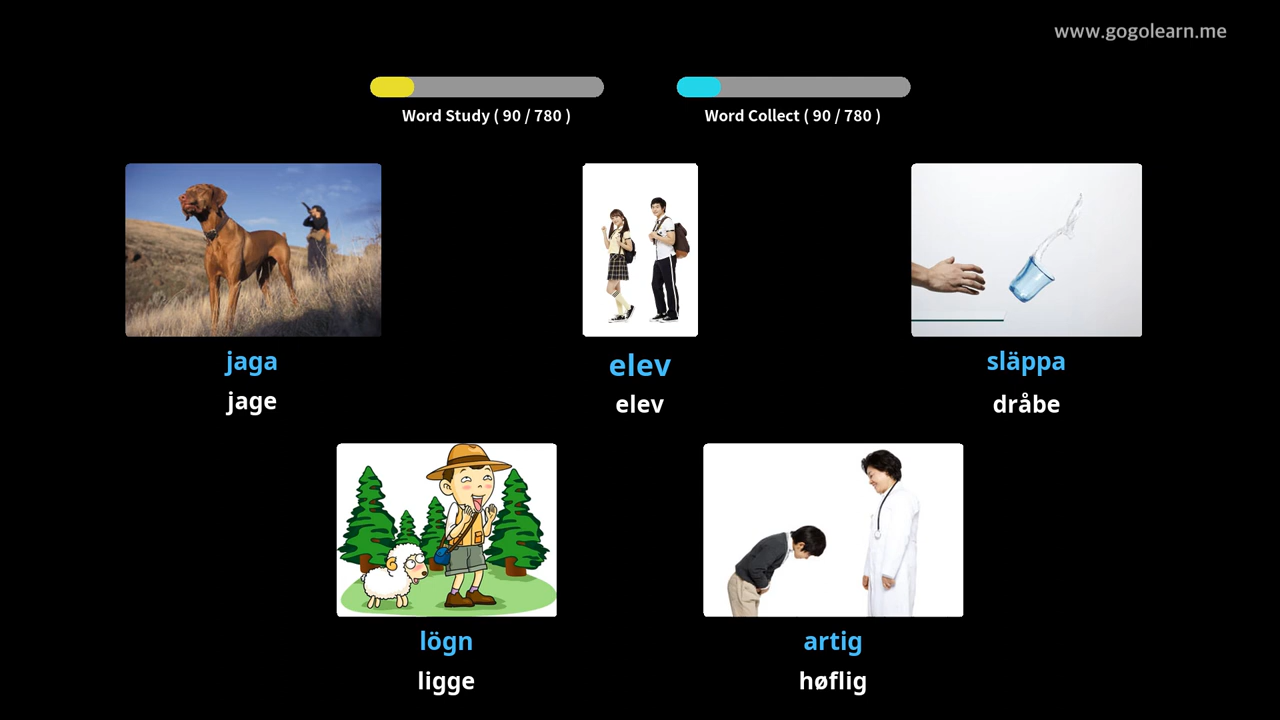 www.gogolearn.me
Word Study ( 90 / 780 )
Word Collect ( 90 / 780 )
jaga
jage
elev
elev
släppa
dråbe
lögn
ligge
artig
høflig